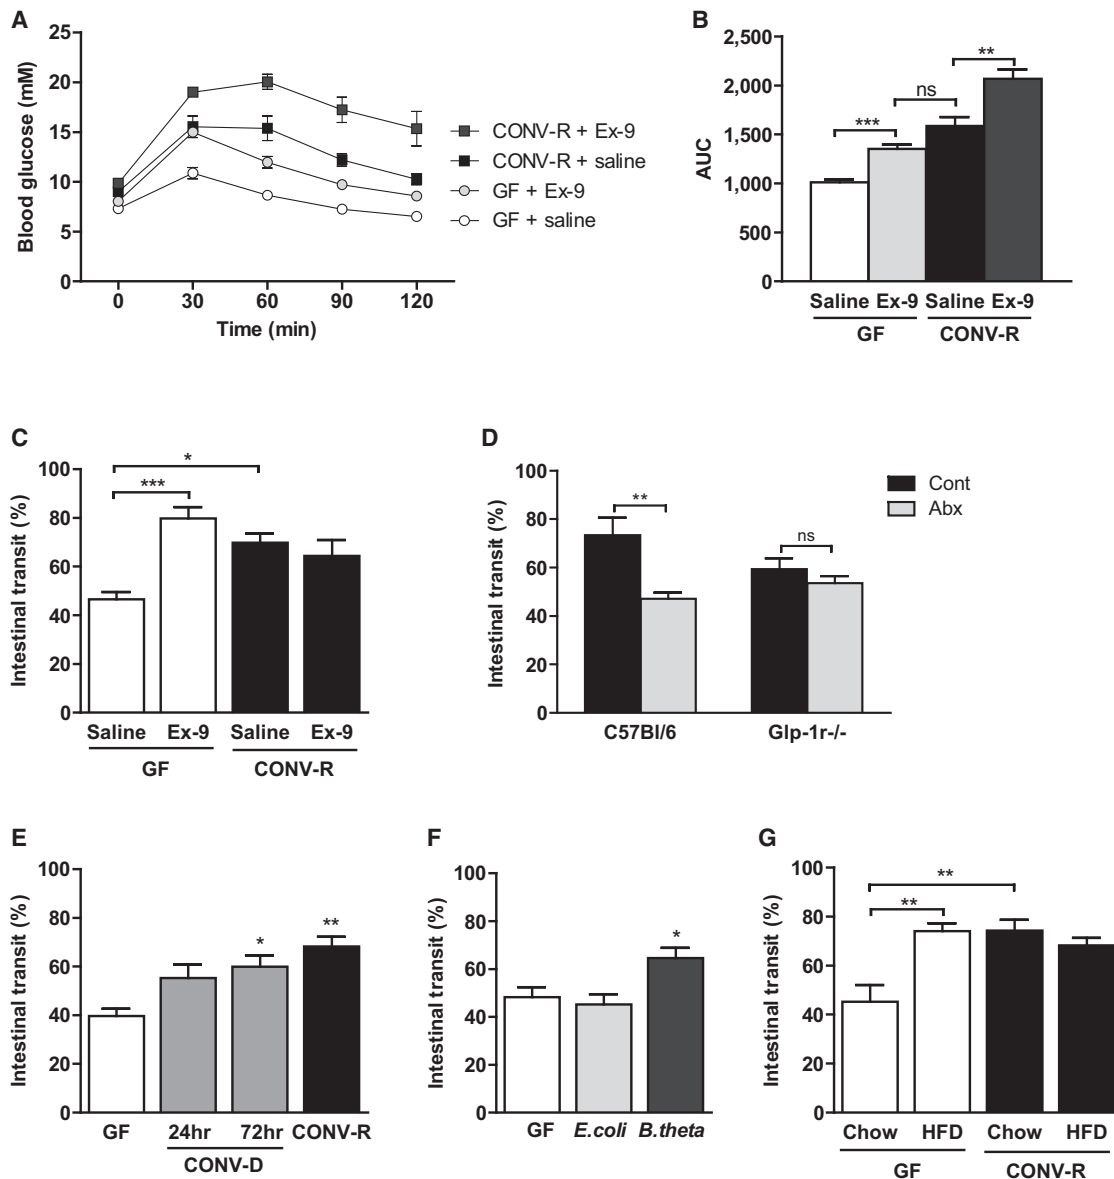 A
25
20
15
10
5
0
Blood glucose (mM)
0 30 60 90 120
Time (min)
CONV-R + Ex-9
CONV-R + saline
GF + Ex-9
GF + saline
B
2,500
2,000
1,500
1,000
500
0
AUC
***
ns
**
Saline Ex-9 Saline Ex-9
GF CONV-R
C
100
80
60
40
20
0
Intestinal transit (%)
*
***
Saline Ex-9 Saline Ex-9
GF CONV-R
D
100
80
60
40
20
0
Intestinal transit (%)
**
ns
Cont
Abx
C57Bl/6 Glp-1r-/-
E
100
80
60
40
20
0
Intestinal transit (%)
*
**
GF 24hr 72hr CONV-R
CONV-D
F
100
80
60
40
20
0
Intestinal transit (%)
*
GF E.coli B.theta
G
100
80
60
40
20
0
Intestinal transit (%)
**
**
Chow HFD Chow HFD
GF CONV-R